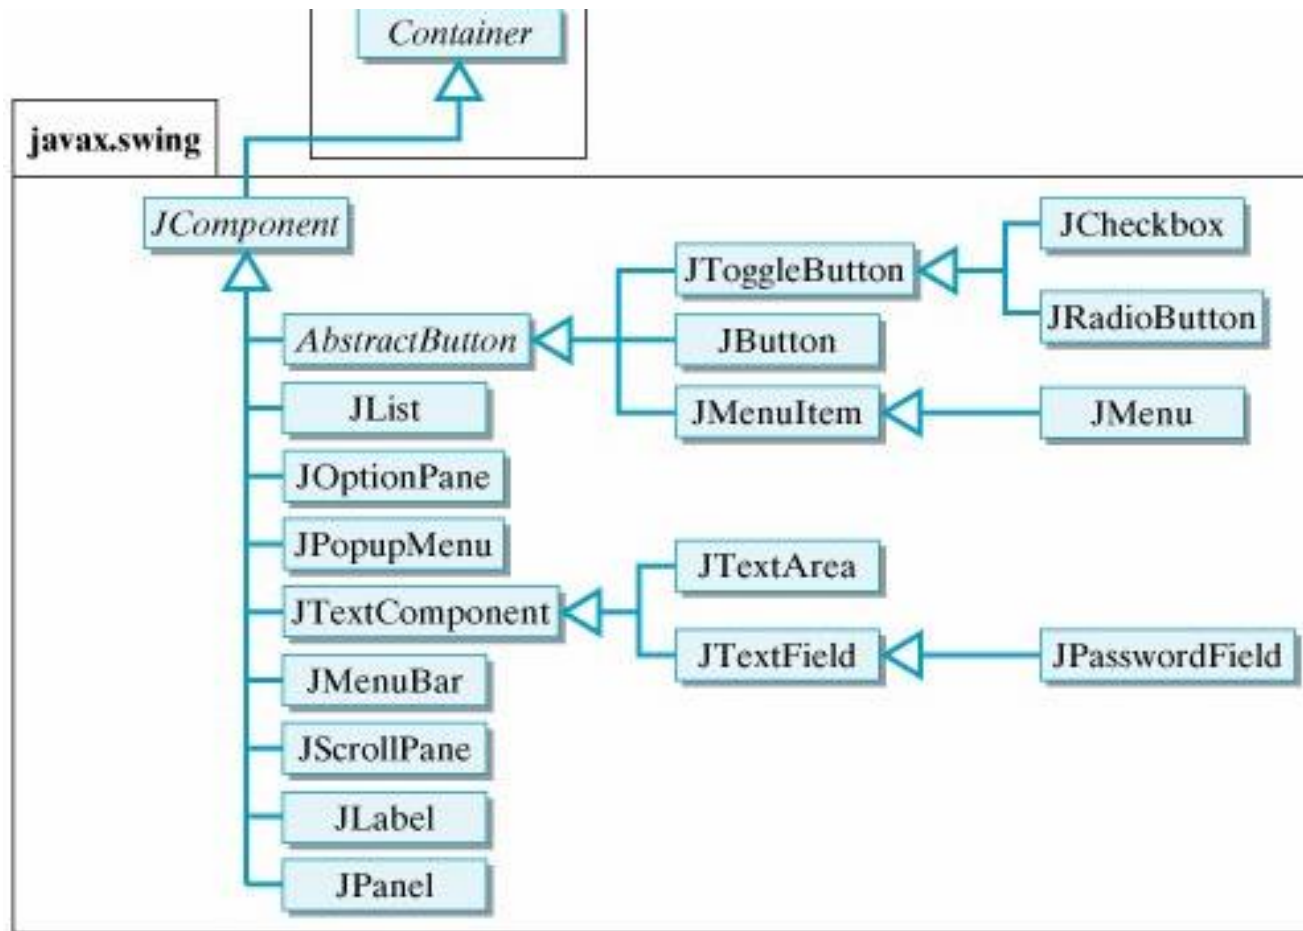 Container
javax.swing
JComponent
JCheckbox
JToggleButton
JRadioButton
AbstractButton
JButton
JList
JMenuItem
JMenu
JOptionPane
JPopupMenu
JTextArea
JTextComponent
JTextField
JPasswordField
JMenuBar
JScrollPane
JLabel
JPanel